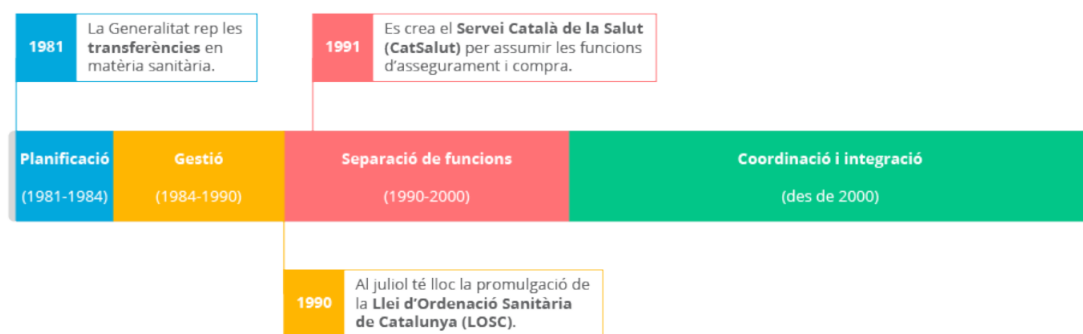 1981
La Generalitat rep les
transferències en
matèria sanitària.
1991
Es crea el Servei Català de la Salut
(CatSalut) per assumir les funcions
d'assegurament i compra.
Planificació
(1981-1984)
Gestió
(1984-1990)
Separació de funcions
(1990-2000)
Coordinació i integració
(des de 2000)
1990
Al juliol té lloc la promulgació de
la Llei d'Ordenació Sanitària
de Catalunya (LOSC).